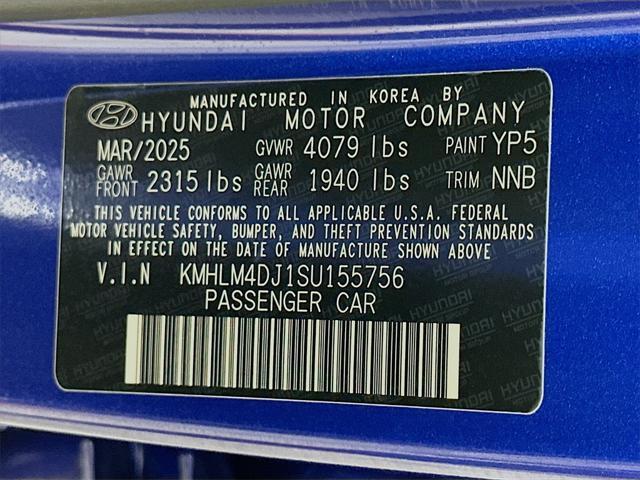 MANUFACTURED IN KOREA BY
HYUNDAI MOTOR COMPANY
MAR/2025 GVWR 4079 lbs PAINT YP5
GAWR FRONT 2315 lbs GAWR REAR 1940 lbs TRIM NNB
THIS VEHICLE CONFORMS TO ALL APPLICABLE U.S.A. FEDERAL
MOTOR VEHICLE SAFETY, BUMPER, AND THEFT PREVENTION STANDARDS
IN EFFECT ON THE DATE OF MANUFACTURE SHOWN ABOVE
V.I.N KMHLM4DJ1SU155756
PASSENGER CAR